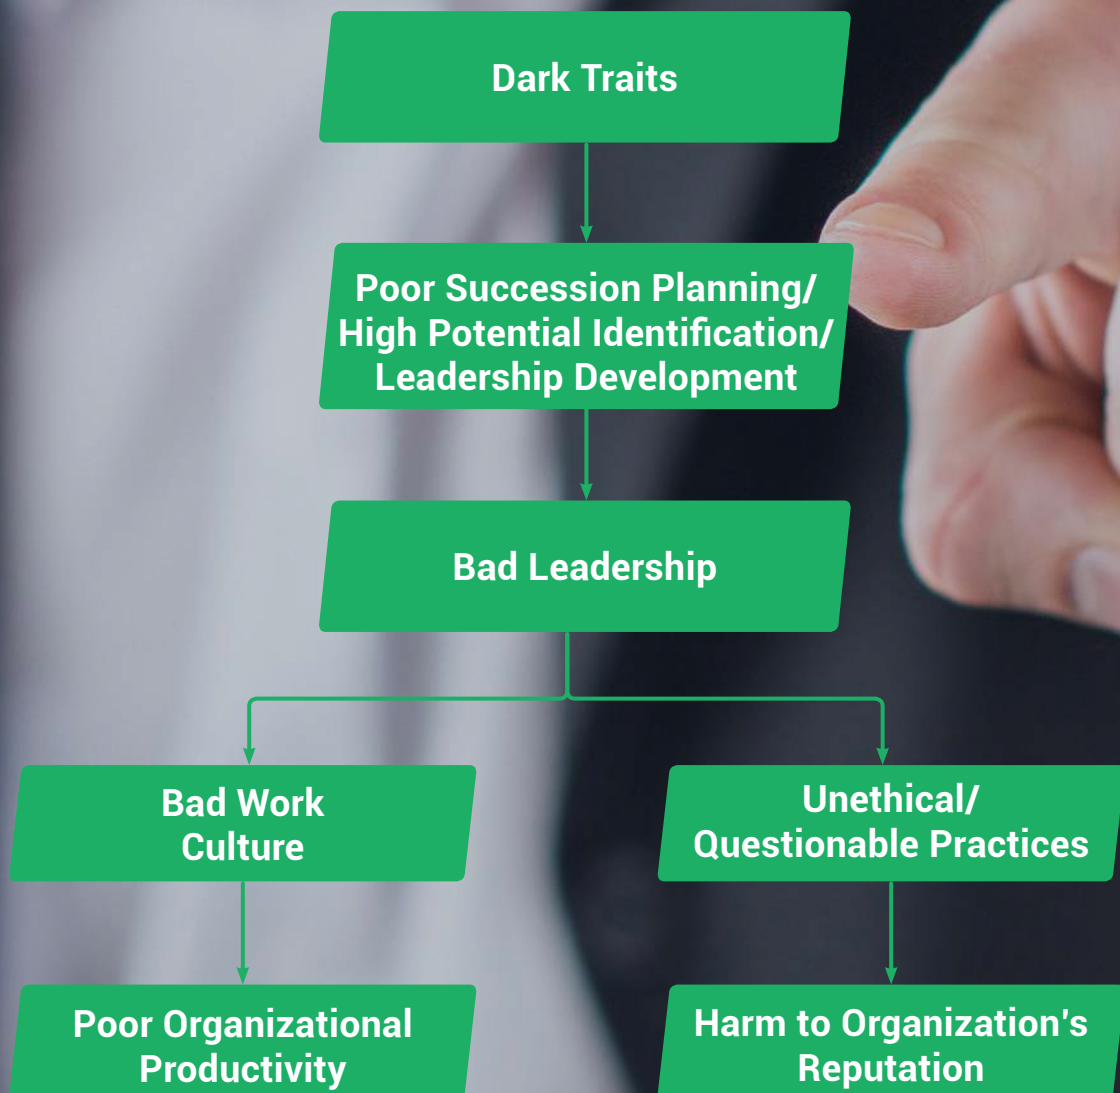 Dark Traits
Poor Succession Planning/
High Potential Identification/
Leadership Development
Bad Leadership
Bad Work
Culture
Unethical/
Questionable Practices
Poor Organizational
Productivity
Harm to Organization's
Reputation